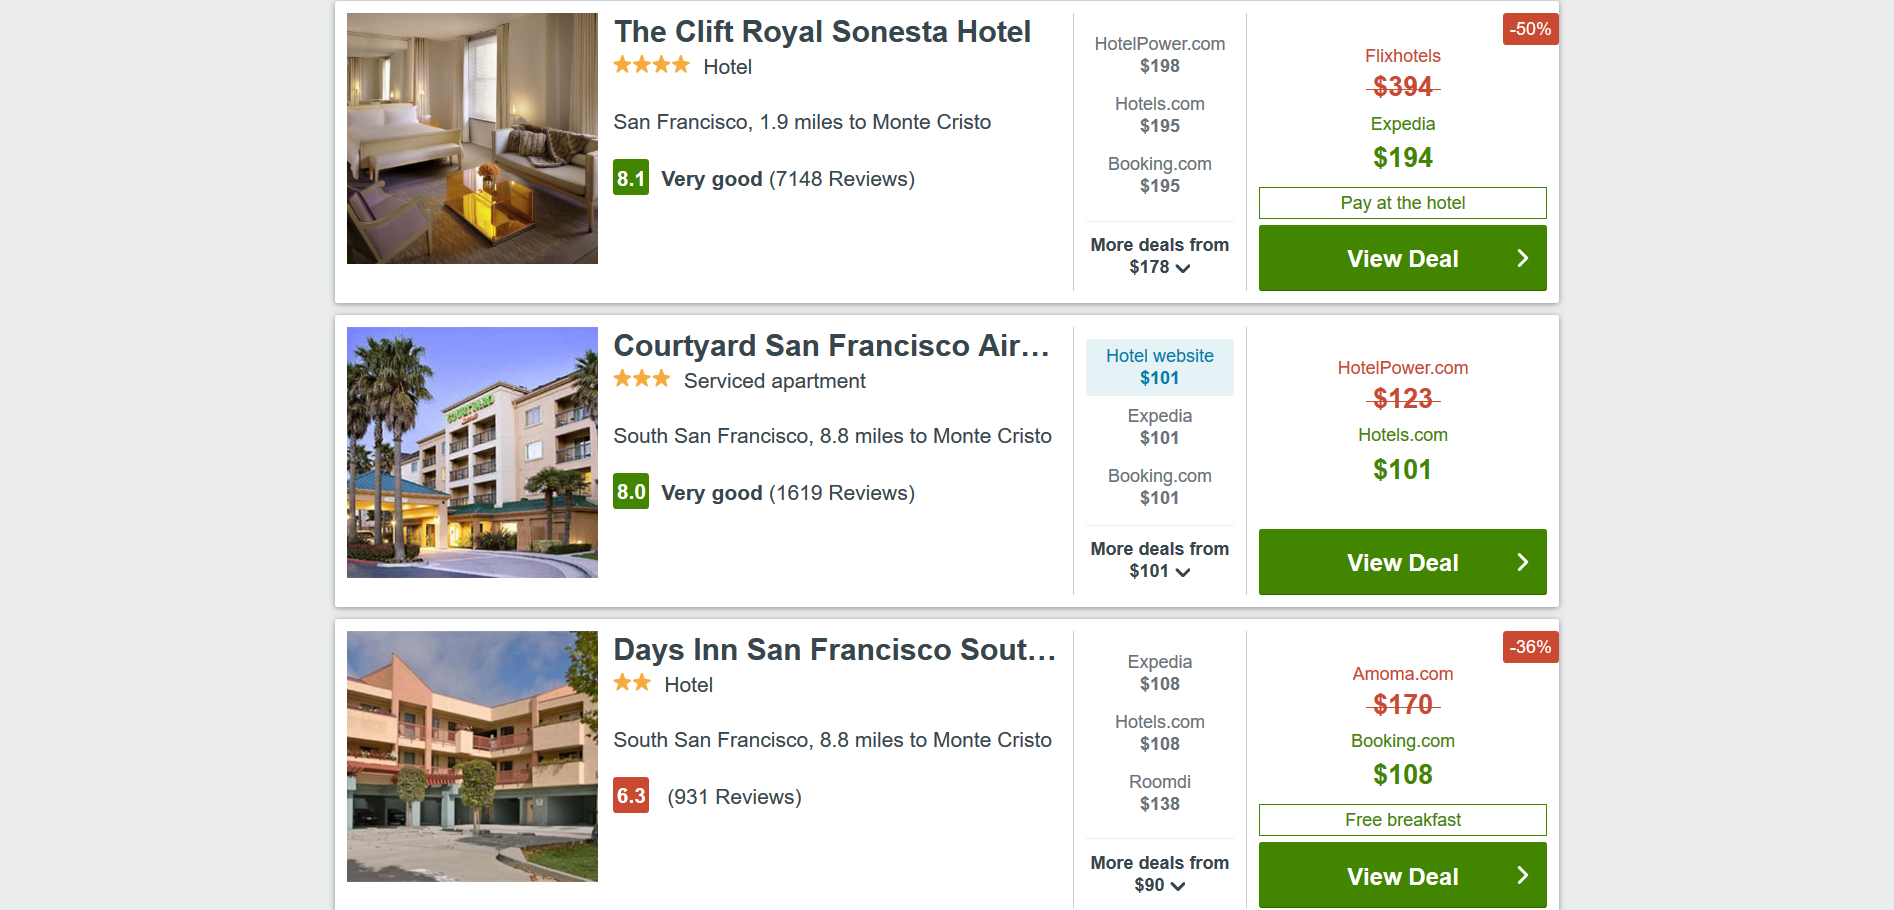 The Clift Royal Sonesta Hotel
Hotel
San Francisco, 1.9 miles to Monte Cristo
8.1 Very good (7148 Reviews)
HotelPower.com
$198
Hotels.com
$195
Booking.com
$195
More deals from
$178
-50%
Flixhotels
$394
Expedia
$194
Pay at the hotel
View Deal
COURTYARD
Courtyard San Francisco Air…
Serviced apartment
South San Francisco, 8.8 miles to Monte Cristo
8.0 Very good (1619 Reviews)
Hotel website
$101
Expedia
$101
Booking.com
$101
More deals from
$101
HotelPower.com
$123
Hotels.com
$101
View Deal
Days Inn San Francisco Sout…
Hotel
South San Francisco, 8.8 miles to Monte Cristo
6.3 (931 Reviews)
Expedia
$108
Hotels.com
$108
Roomdi
$138
More deals from
$90
-36%
Amoma.com
$170
Booking.com
$108
Free breakfast
View Deal